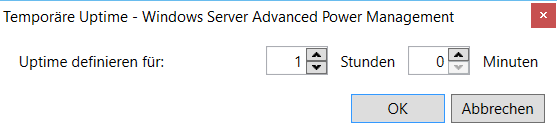 Temporäre Uptime - Windows Server Advanced Power Management
Uptime definieren für: 1 Stunden 0 Minuten
OK Abbrechen